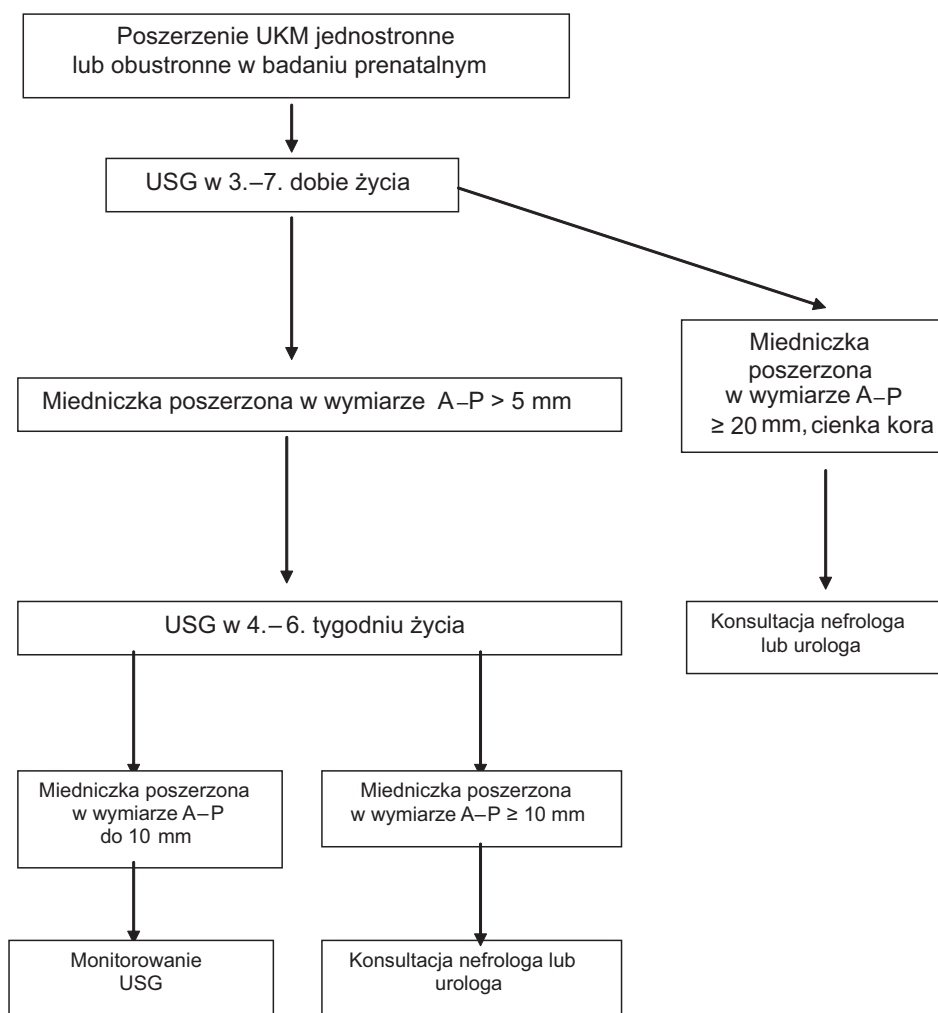 Poszerzenie UKM jednostronne
lub obustronne w badaniu prenatalnym
USG w 3.–7. dobie życia
Miedniczka
poszerzona
w wymiarze A–P
≥ 20 mm, cienka kora
Miedniczka poszerzona w wymiarze A–P > 5 mm
USG w 4.–6. tygodniu życia
Konsultacja nefrologa
lub urologa
Miedniczka poszerzona
w wymiarze A–P
do 10 mm
Miedniczka poszerzona
w wymiarze A–P ≥ 10 mm
Monitorowanie
USG
Konsultacja nefrologa lub
urologa